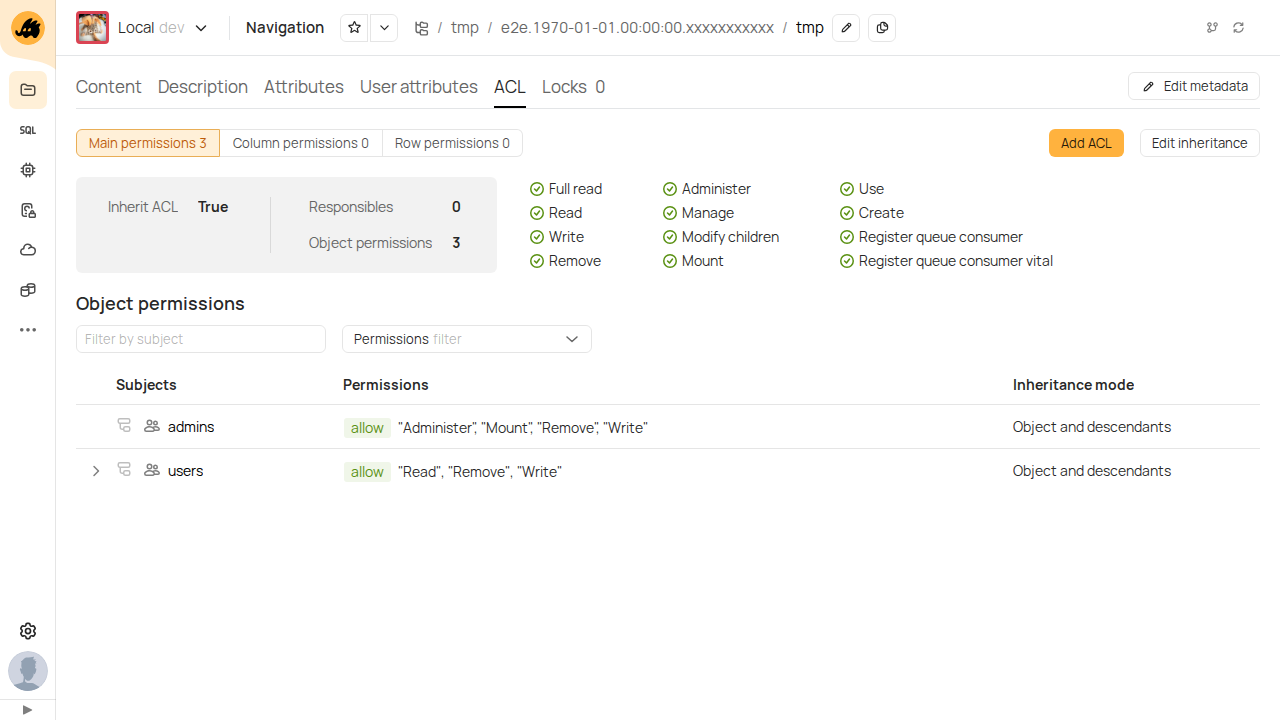 Local dev Navigation / tmp / e2e.1970-01-01.00:00:00.xxxxxxxxxxx / tmp
SQL
Content Description Attributes User attributes ACL Locks 0 Edit metadata
Main permissions 3 Column permissions 0 Row permissions 0 Add ACL Edit inheritance
Inherit ACL True Responsibles 0
Object permissions 3
Full read Administer Use
Read Manage Create
Write Modify children Register queue consumer
Remove Mount Register queue consumer vital
Object permissions
Filter by subject Permissions filter
Subjects Permissions Inheritance mode
admins allow "Administer", "Mount", "Remove", "Write" Object and descendants
users allow "Read", "Remove", "Write" Object and descendants